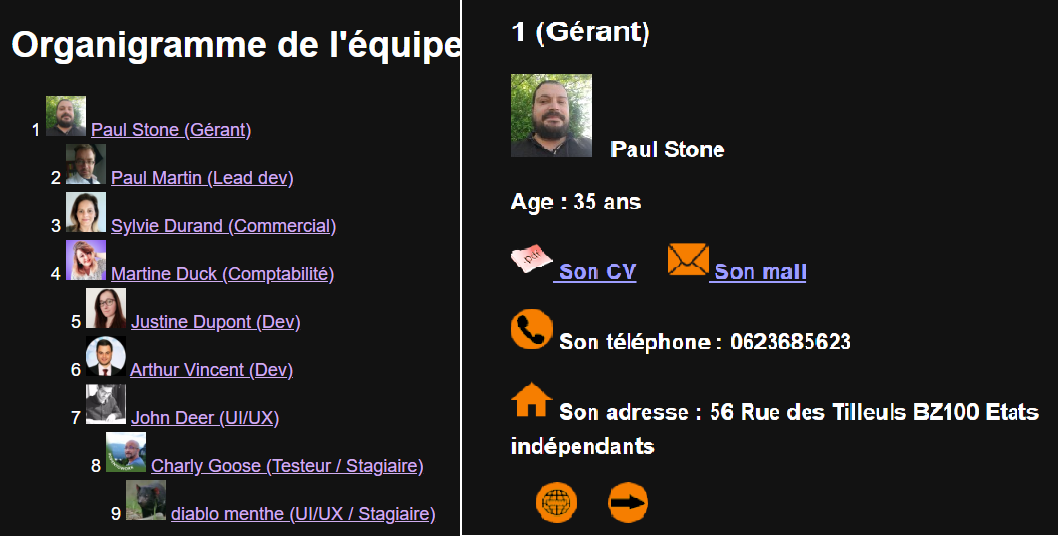 Organigramme de l'équipe
1 Paul Stone (Gérant)
2 Paul Martin (Lead dev)
3 Sylvie Durand (Commercial)
4 Martine Duck (Comptabilité)
5 Justine Dupont (Dev)
6 Arthur Vincent (Dev)
7 John Deer (UI/UX)
8 Charly Goose (Testeur / Stagiaire)
9 diablo menthe (UI/UX / Stagiaire)
1 (Gérant)
Paul Stone
Age : 35 ans
Son CV Son mail
Son téléphone : 0623685623
Son adresse : 56 Rue des Tilleuls BZ100 Etats
indépendants